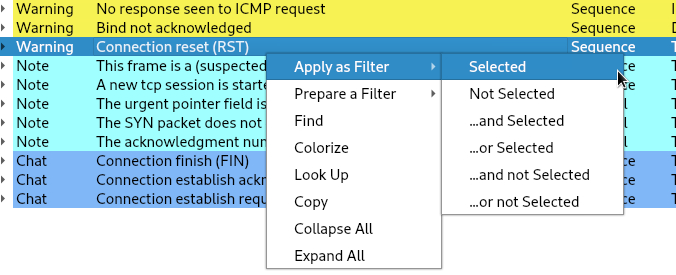 Warning No response seen to ICMP request Sequence
Warning Bind not acknowledged Sequence
Warning Connection reset (RST) Sequence
Note This frame is a (suspected
Note A new tcp session is starte
Note The urgent pointer field is
Note The SYN packet does not
Note The acknowledgment num
Chat Connection finish (FIN)
Chat Connection establish ackn
Chat Connection establish requ
Apply as Filter
Prepare a Filter
Find
Colorize
Look Up
Copy
Collapse All
Expand All
Selected
Not Selected
...and Selected
...or Selected
...and not Selected
...or not Selected